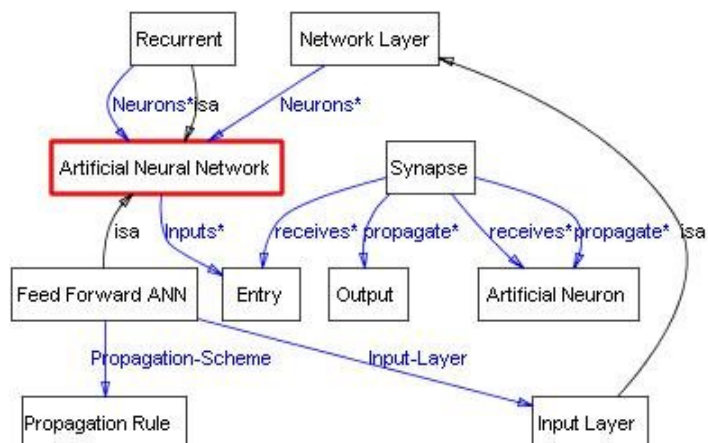 Recurrent
Network Layer
Neurons*
isa
Neurons*
Artificial Neural Network
Synapse
isa
Inputs*
receives*
propagate*
receives*
propagate*
isa
Feed Forward ANN
Entry
Output
Artificial Neuron
Propagation-Scheme
Input-Layer
Propagation Rule
Input Layer